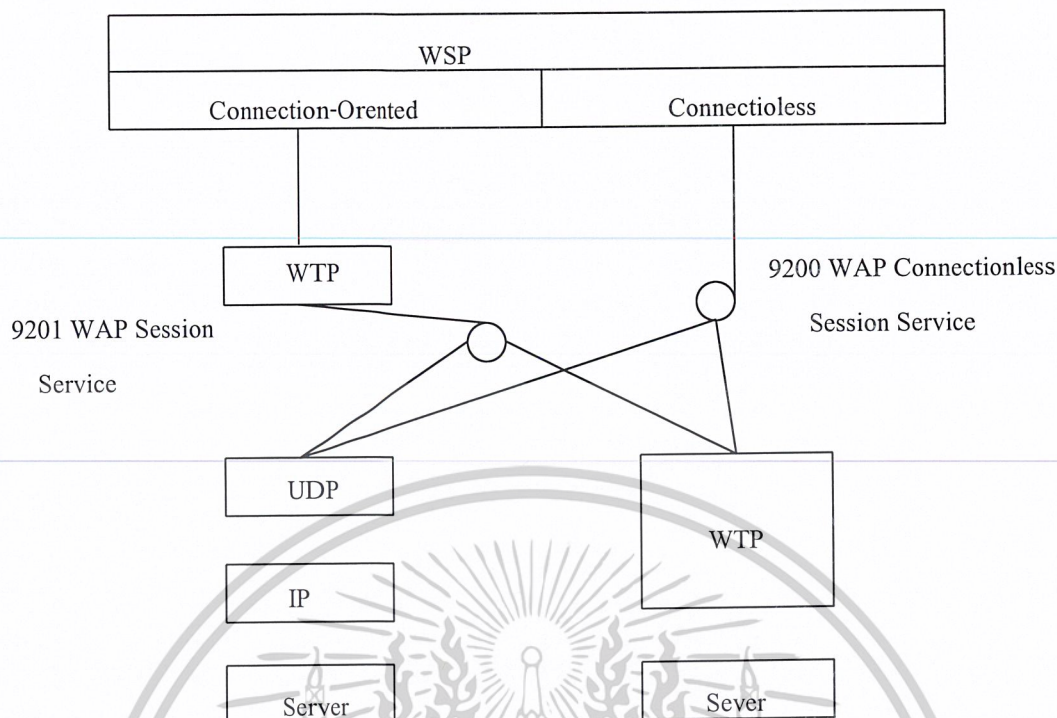 WSP
Connection-Orented
Connectioless
WTP
9200 WAP Connectionless
Session Service
9201 WAP Session
Service
UDP
WTP
IP
Server
Sever